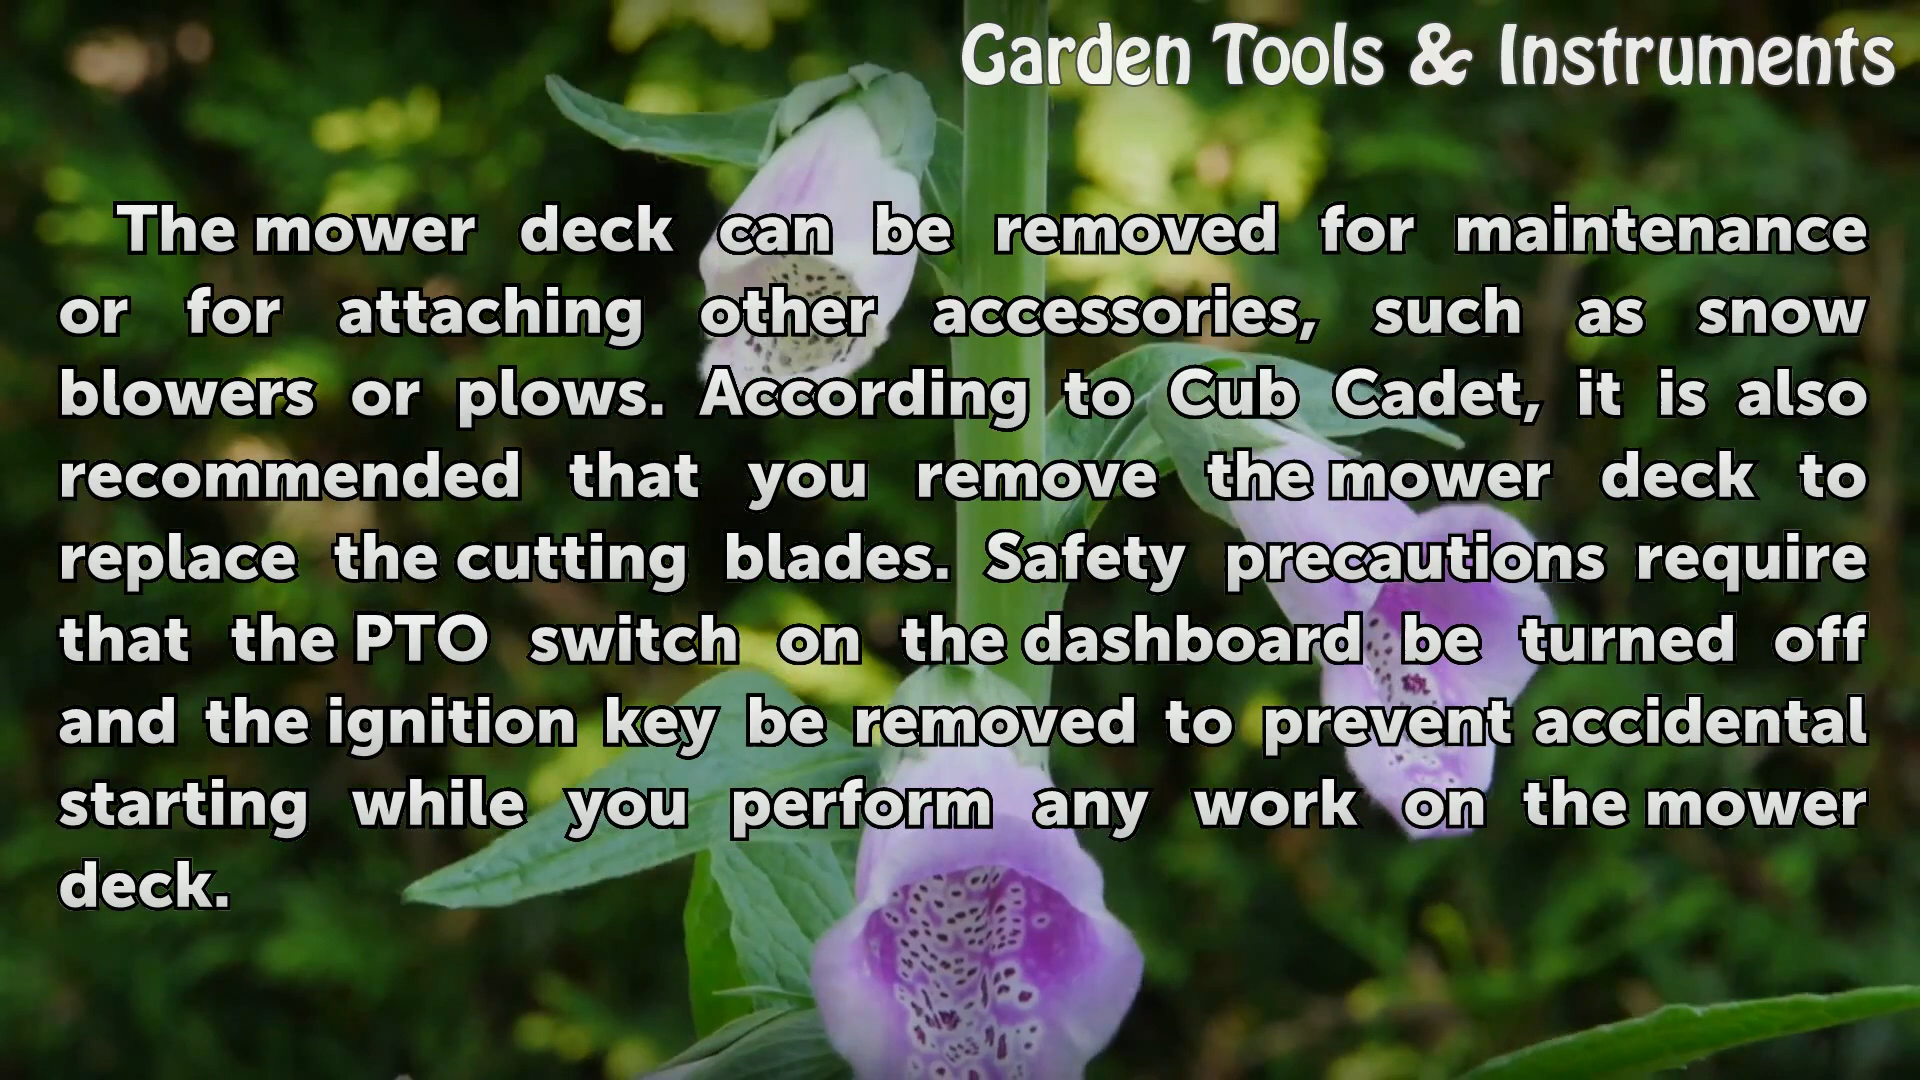 Garden Tools & Instruments
The mower deck can be removed for maintenance
or for attaching other accessories, such as snow
blowers or plows. According to Cub Cadet, it is also
recommended that you remove the mower deck to
replace the cutting blades. Safety precautions require
that the PTO switch on the dashboard be turned off
and the ignition key be removed to prevent accidental
starting while you perform any work on the mower
deck.